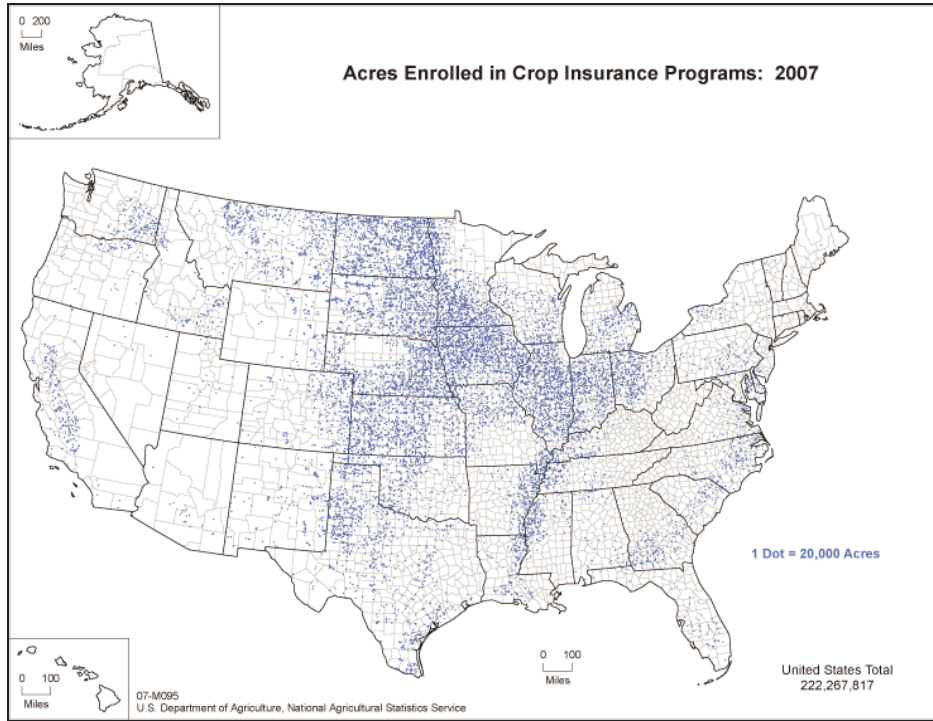 0 200
Miles
Acres Enrolled in Crop Insurance Programs: 2007
1 Dot = 20,000 Acres
0 100
Miles
0 100
Miles
07-M095
U.S. Department of Agriculture, National Agricultural Statistics Service
United States Total
222,267,817